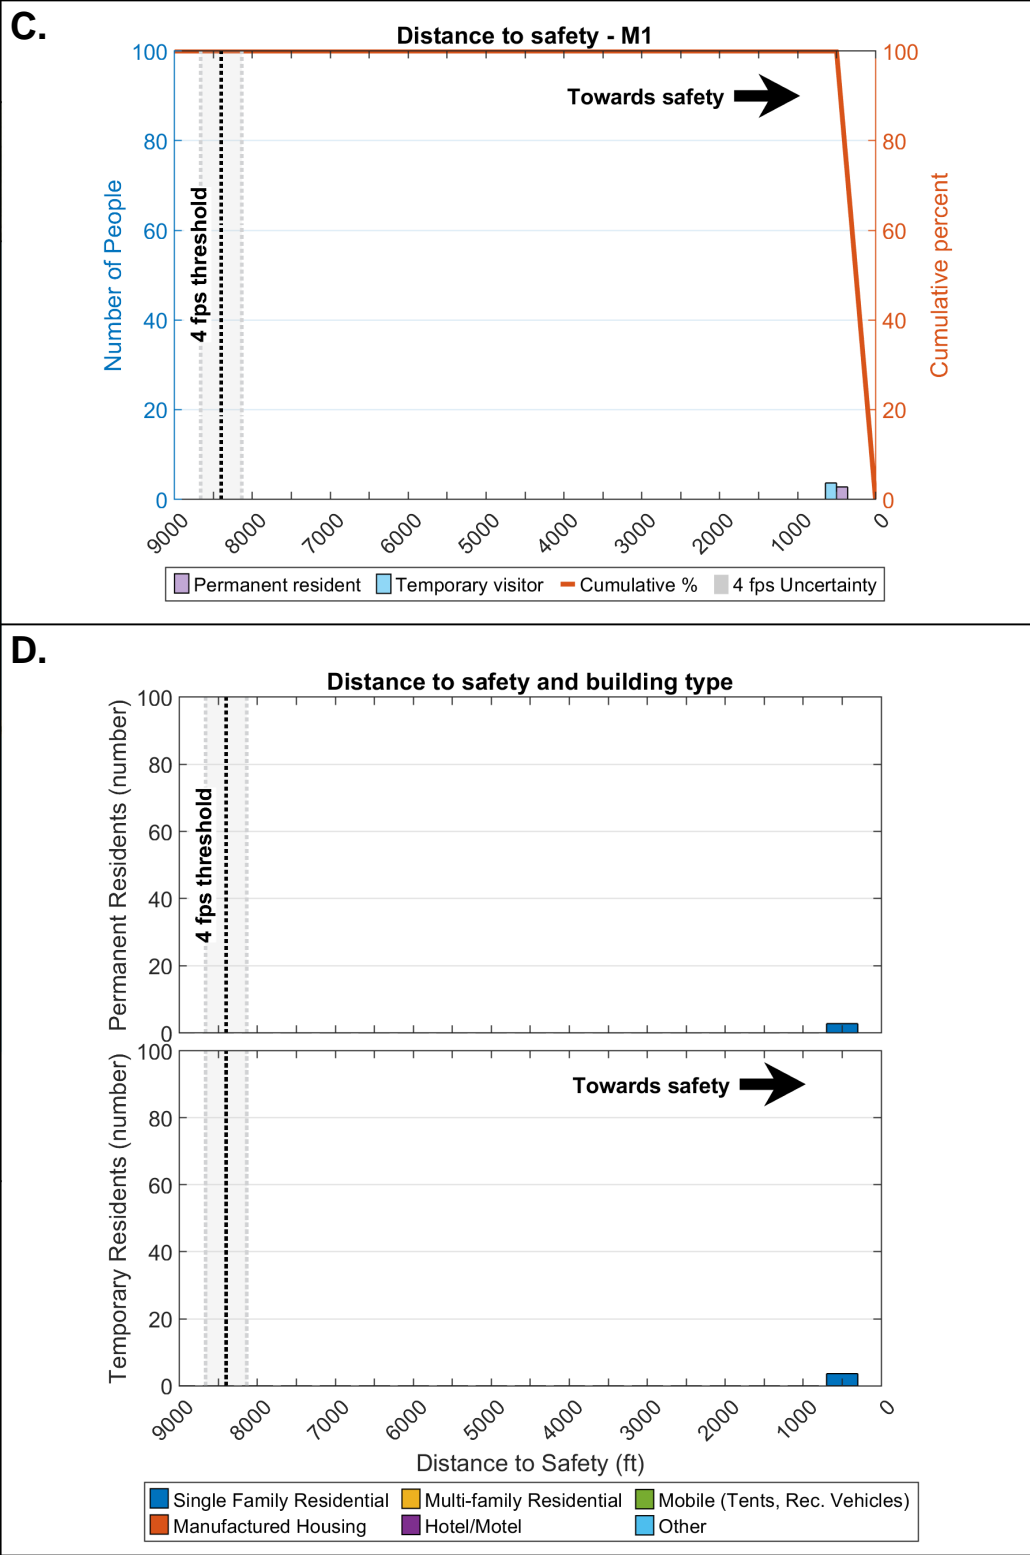 C.
Distance to safety - M1
100
80
60
40
20
0
Number of People
100
80
60
40
20
0
Cumulative percent
4 fps threshold
Towards safety
9000 8000 7000 6000 5000 4000 3000 2000 1000 0
Permanent resident Temporary visitor Cumulative % 4 fps Uncertainty
D.
Distance to safety and building type
Permanent Residents (number)
100
80
60
40
20
0
4 fps threshold
Temporary Residents (number)
100
80
60
40
20
0
Towards safety
9000 8000 7000 6000 5000 4000 3000 2000 1000 0
Distance to Safety (ft)
Single Family Residential Multi-family Residential Mobile (Tents, Rec. Vehicles)
Manufactured Housing Hotel/Motel Other